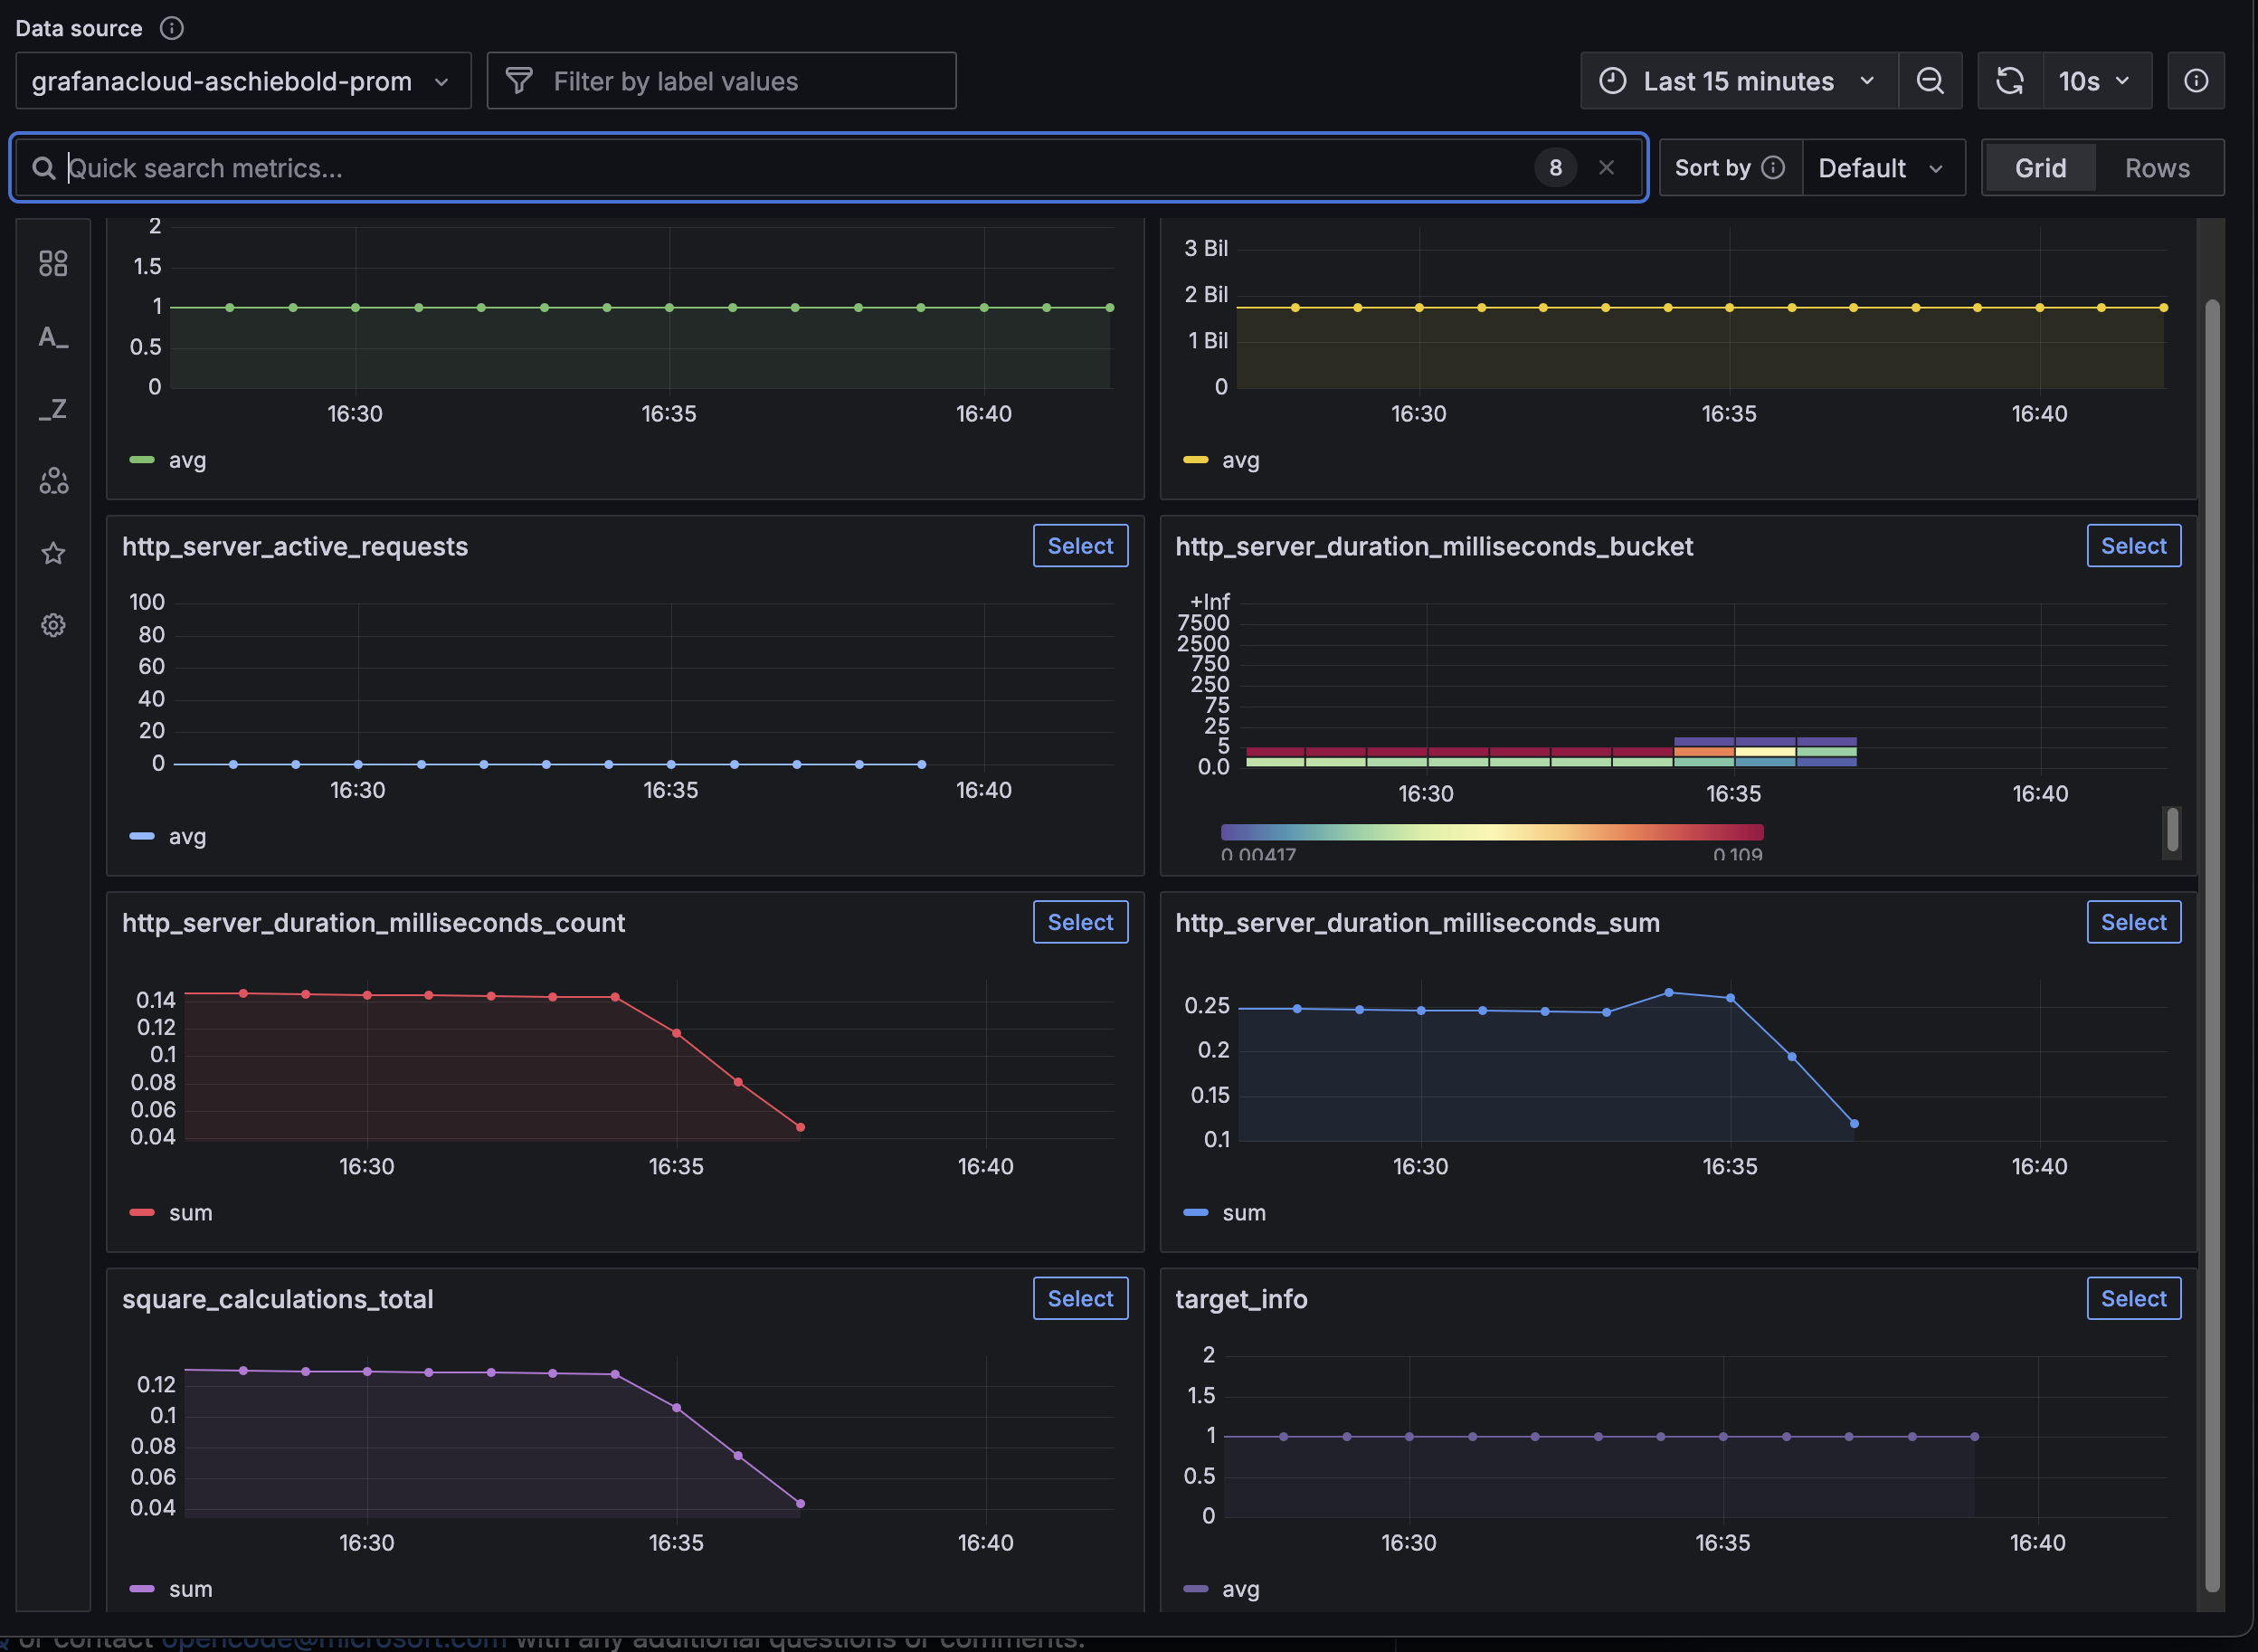 Data source
grafanacloud-aschiebold-prom
Filter by label values
Last 15 minutes
10s
Quick search metrics...
8
Sort by
Default
Grid
Rows
A_
_Z
2
1.5
1
0.5
0
16:30
16:35
16:40
avg
3 Bil
2 Bil
1 Bil
0
16:30
16:35
16:40
avg
http_server_active_requests
Select
100
80
60
40
20
0
16:30
16:35
16:40
avg
http_server_duration_milliseconds_bucket
Select
+Inf
7500
2500
750
250
75
25
5
0.0
16:30
16:35
16:40
0.00417
0.109
http_server_duration_milliseconds_count
Select
0.14
0.12
0.1
0.08
0.06
0.04
16:30
16:35
16:40
sum
http_server_duration_milliseconds_sum
Select
0.25
0.2
0.15
0.1
16:30
16:35
16:40
sum
square_calculations_total
Select
0.12
0.1
0.08
0.06
0.04
16:30
16:35
16:40
sum
target_info
Select
2
1.5
1
0.5
0
16:30
16:35
16:40
avg
or contact opencode@microsoft.com with any additional questions or comments.